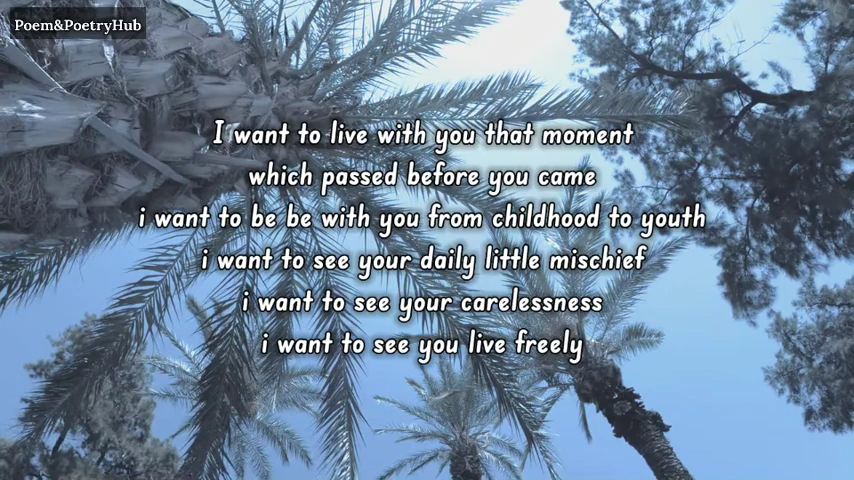 Poem&PoetryHub
I want to live with you that moment
which passed before you came
i want to be be with you from childhood to youth
i want to see your daily little mischief
i want to see your carelessness
i want to see you live freely